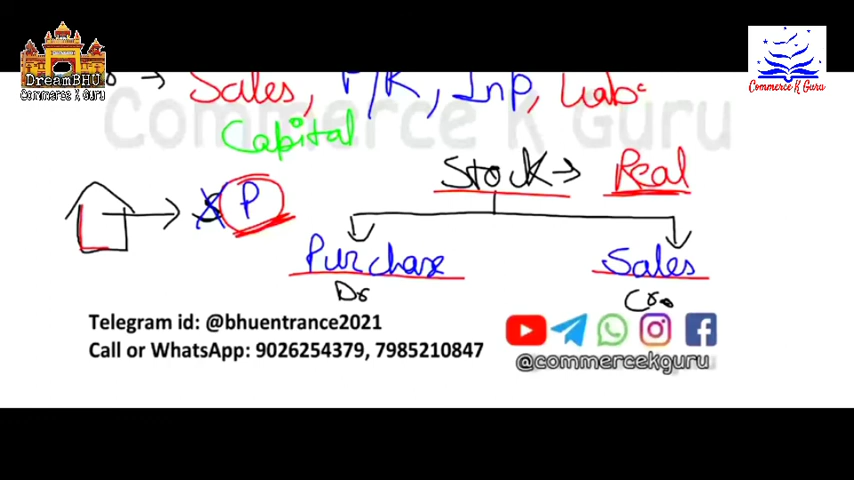 DreamBHU
Commerce K Guru
Commerce K Guru
→ Sales, P/R, Inp, Liab
Capital
Commerce K Guru
Stock → Real
→ S P
Purchase Sales
Dr Cr
Telegram id: @bhuentrance2021
Call or WhatsApp: 9026254379, 7985210847
@commercekguru